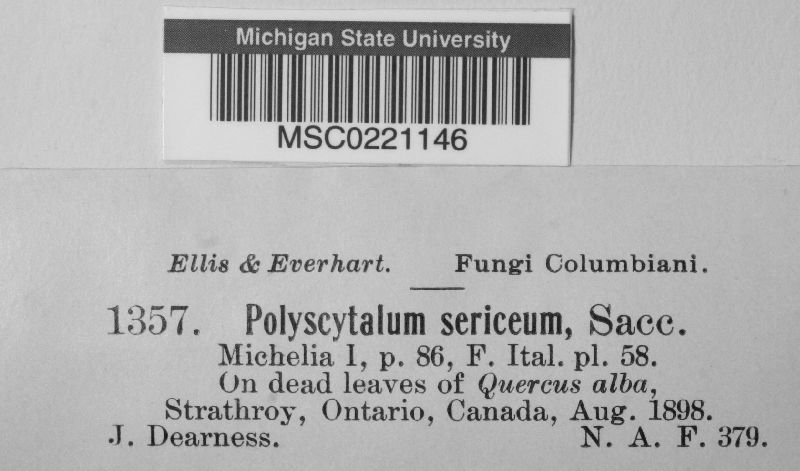 Michigan State University
MSC0221146
Ellis & Everhart. Fungi Columbiani.
1357. Polyscytalum sericeum, Sacc.
Michelia I, p. 86, F. Ital. pl. 58.
On dead leaves of Quercus alba,
Strathroy, Ontario, Canada, Aug. 1898.
J. Dearness. N. A. F. 379.